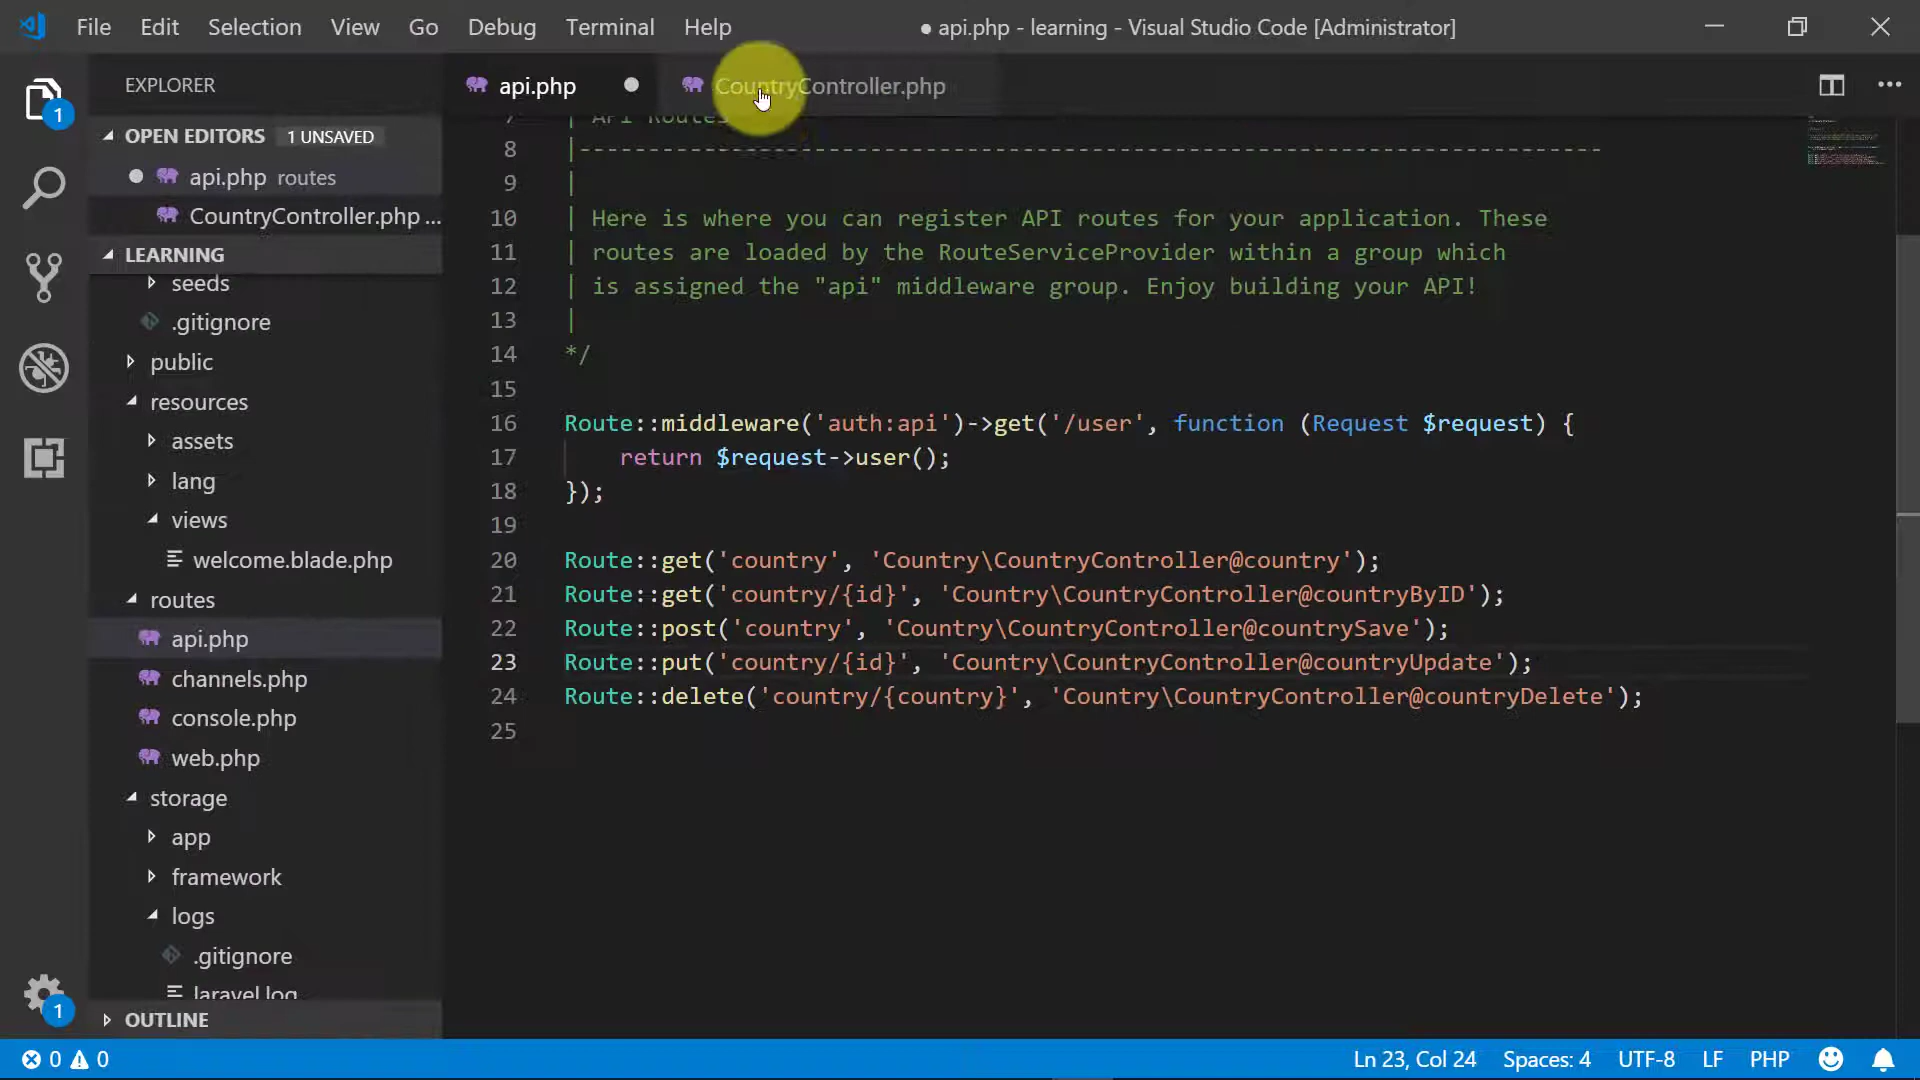 File Edit Selection View Go Debug Terminal Help
● api.php - learning - Visual Studio Code [Administrator]
EXPLORER
1
OPEN EDITORS 1 UNSAVED
api.php routes
CountryController.php ...
LEARNING
seeds
.gitignore
public
resources
assets
lang
views
welcome.blade.php
routes
api.php
channels.php
console.php
web.php
storage
app
framework
logs
.gitignore
laravel.log
OUTLINE
1
api.php
CountryController.php
7 | API Routes
8 |--------------------------------------------------------------------------
9 |
10 | Here is where you can register API routes for your application. These
11 | routes are loaded by the RouteServiceProvider within a group which
12 | is assigned the "api" middleware group. Enjoy building your API!
13 |
14 */
15
16 Route::middleware('auth:api')->get('/user', function (Request $request) {
17     return $request->user();
18 });
19
20 Route::get('country', 'Country\CountryController@country');
21 Route::get('country/{id}', 'Country\CountryController@countryByID');
22 Route::post('country', 'Country\CountryController@countrySave');
23 Route::put('country/{id}', 'Country\CountryController@countryUpdate');
24 Route::delete('country/{country}', 'Country\CountryController@countryDelete');
25
0 0
Ln 23, Col 24 Spaces: 4 UTF-8 LF PHP